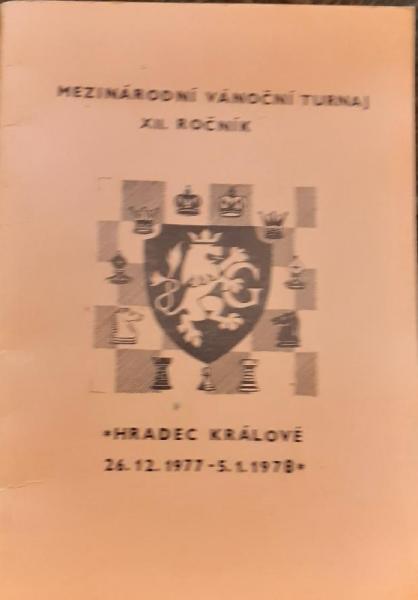 MEZINÁRODNÍ VÁNOČNÍ TURNAJ
XII. ROČNÍK
G
*HRADEC KRÁLOVÉ
26.12.1977-5.1.1978*